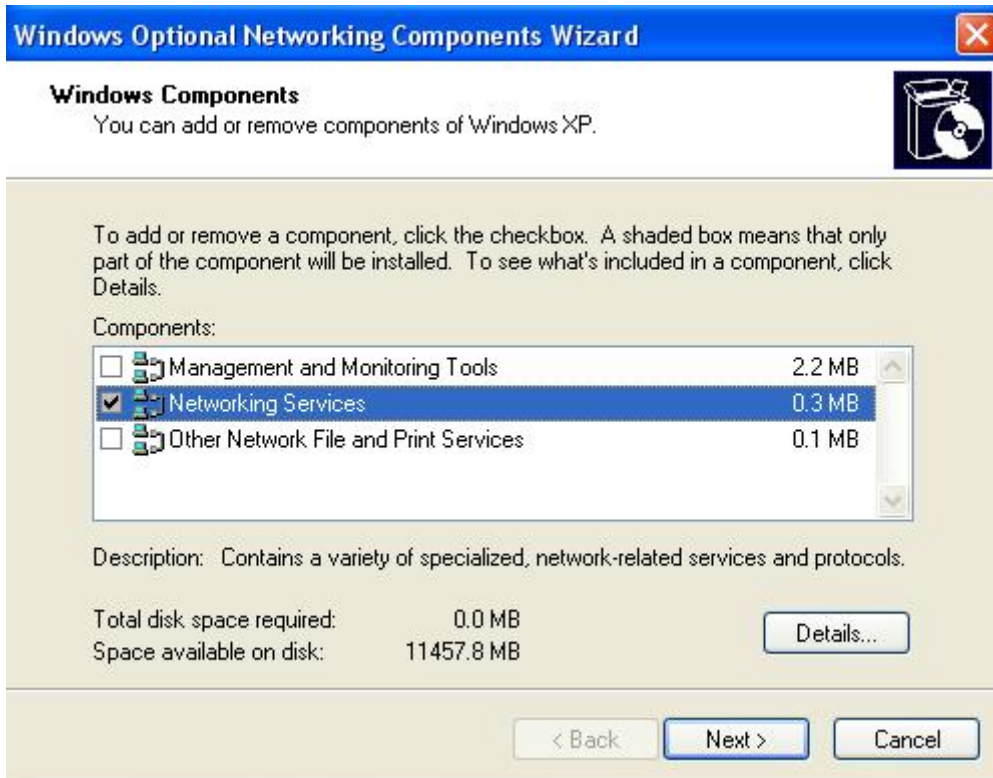 Windows Optional Networking Components Wizard
Windows Components
You can add or remove components of Windows XP.
To add or remove a component, click the checkbox. A shaded box means that only
part of the component will be installed. To see what's included in a component, click
Details.
Components:
Management and Monitoring Tools 2.2 MB
Networking Services 0.3 MB
Other Network File and Print Services 0.1 MB
Description: Contains a variety of specialized, network-related services and protocols.
Total disk space required: 0.0 MB
Space available on disk: 11457.8 MB
Details...
< Back Next > Cancel